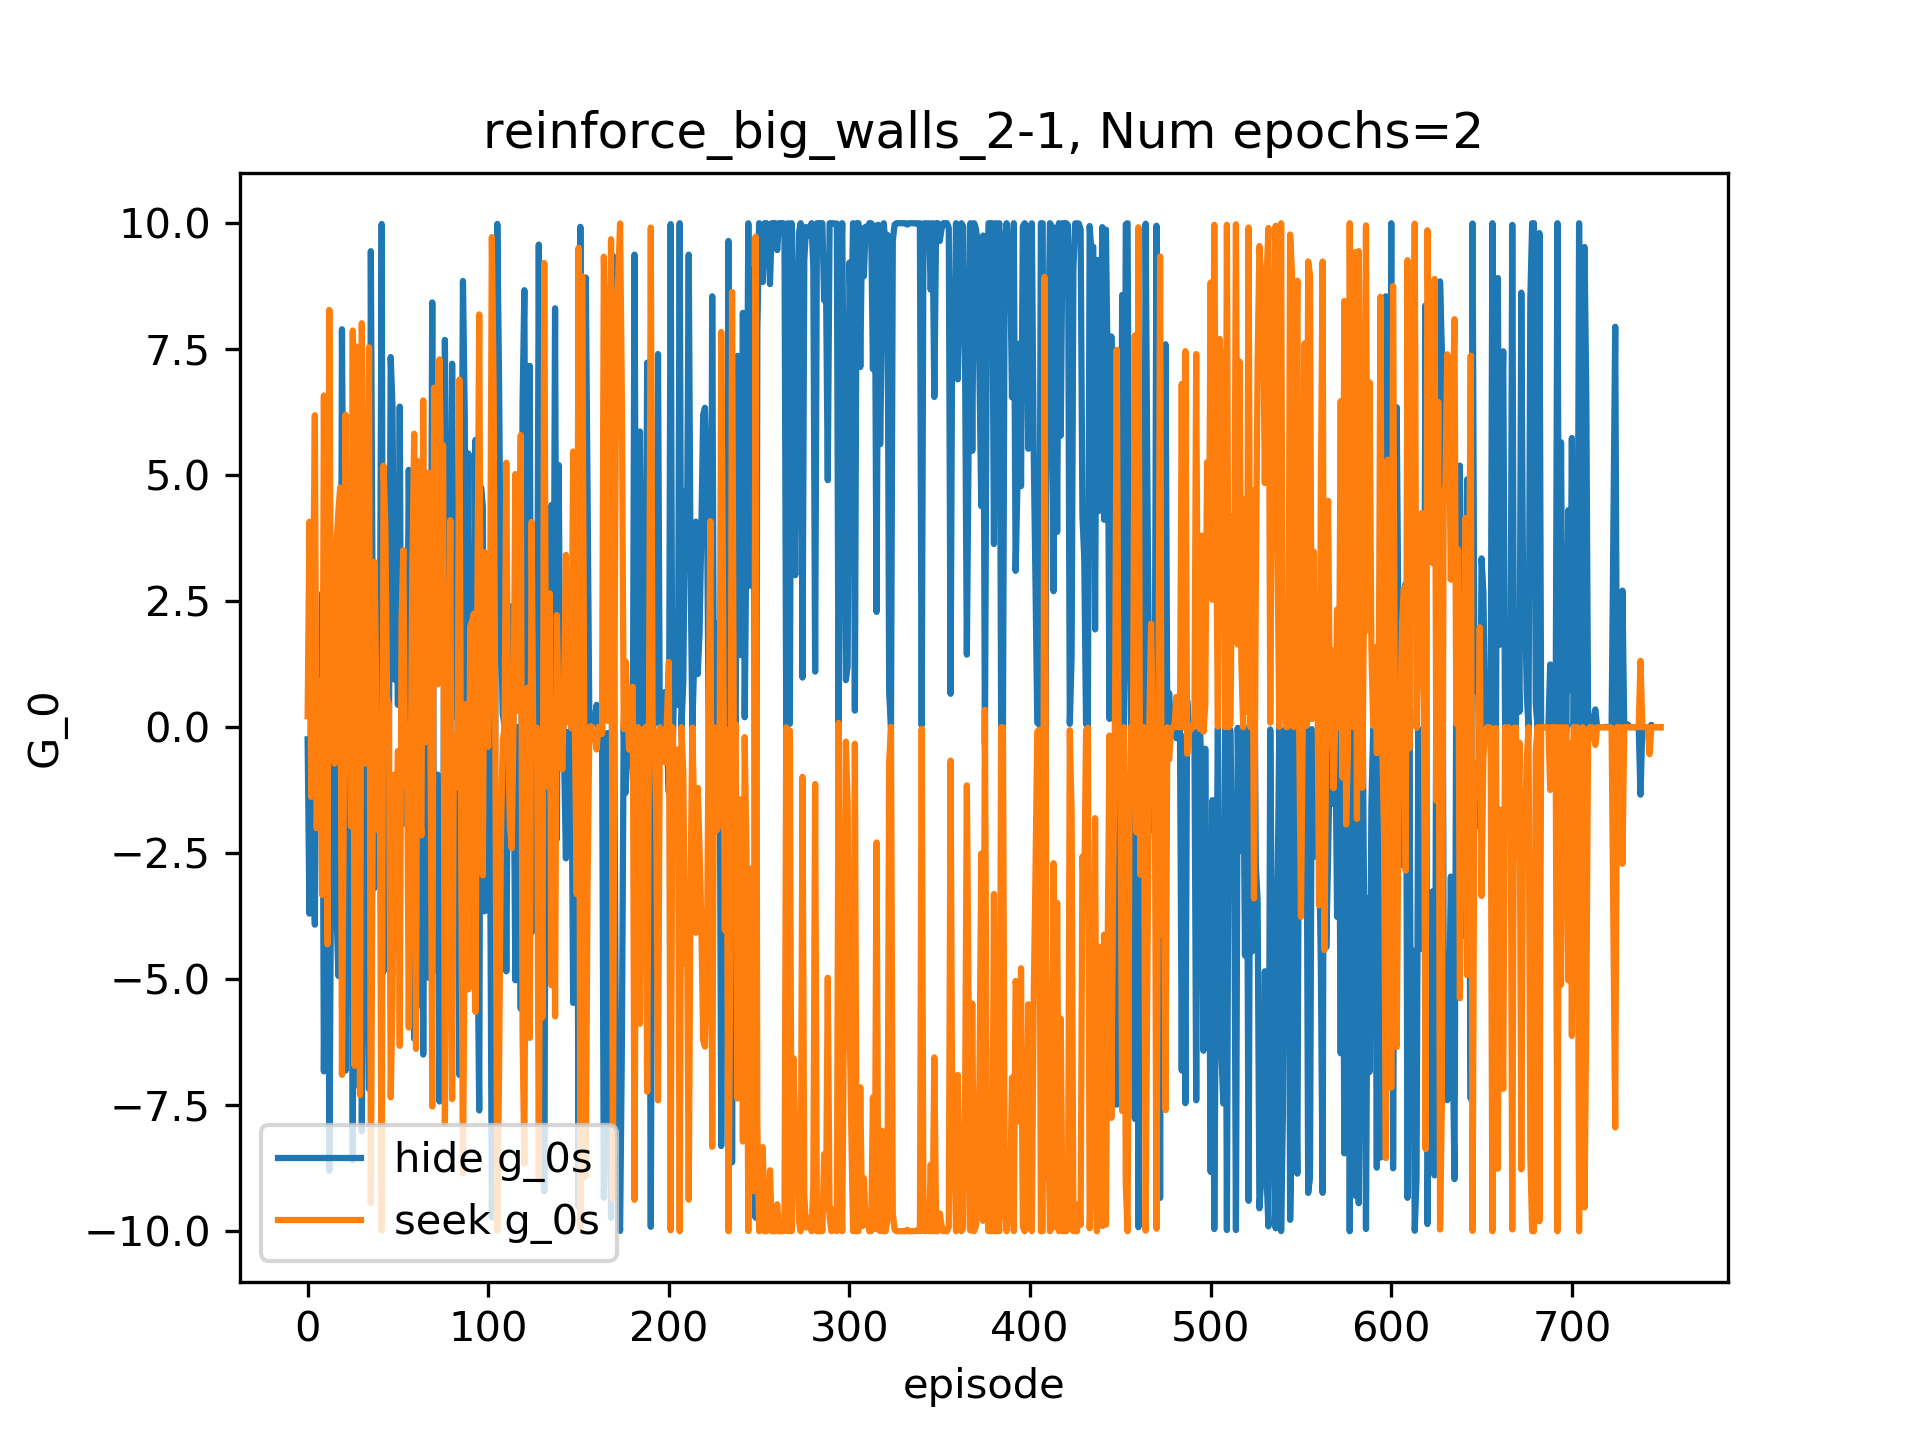 reinforce_big_walls_2-1, Num epochs=2
G_0
10.0
7.5
5.0
2.5
0.0
−2.5
−5.0
−7.5
−10.0
hide g_0s
seek g_0s
0 100 200 300 400 500 600 700
episode